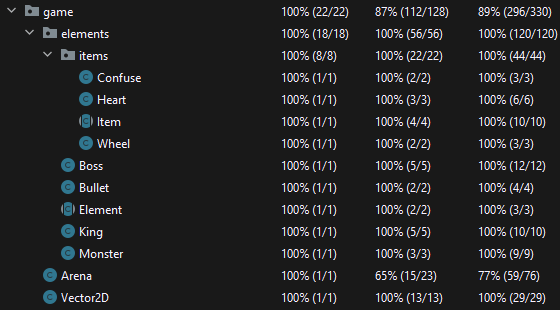 game 100% (22/22) 87% (112/128) 89% (296/330)
elements 100% (18/18) 100% (56/56) 100% (120/120)
items 100% (8/8) 100% (22/22) 100% (44/44)
C Confuse 100% (1/1) 100% (2/2) 100% (3/3)
C Heart 100% (1/1) 100% (3/3) 100% (6/6)
C Item 100% (1/1) 100% (4/4) 100% (10/10)
C Wheel 100% (1/1) 100% (2/2) 100% (3/3)
C Boss 100% (1/1) 100% (5/5) 100% (12/12)
C Bullet 100% (1/1) 100% (2/2) 100% (4/4)
C Element 100% (1/1) 100% (2/2) 100% (3/3)
C King 100% (1/1) 100% (5/5) 100% (10/10)
C Monster 100% (1/1) 100% (3/3) 100% (9/9)
C Arena 100% (1/1) 65% (15/23) 77% (59/76)
C Vector2D 100% (1/1) 100% (13/13) 100% (29/29)